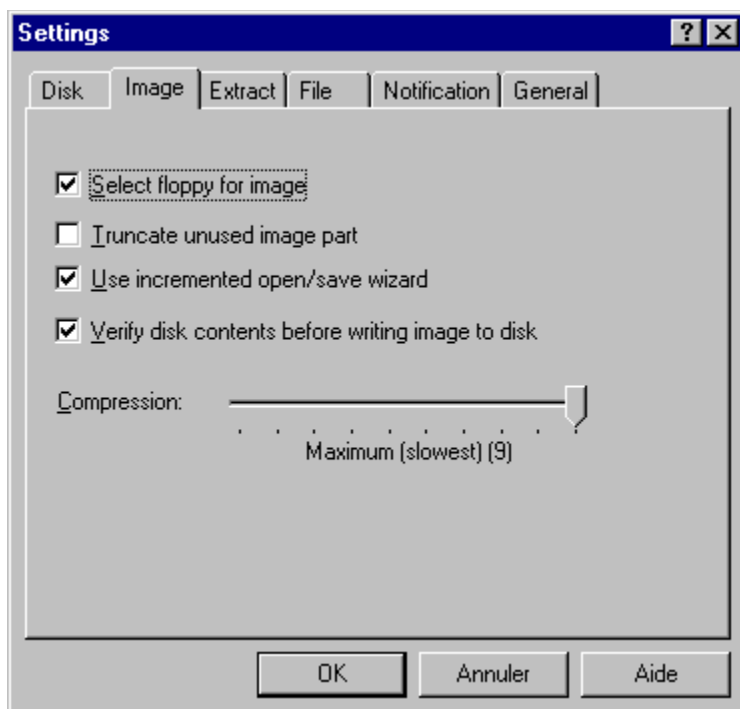 Settings
Disk Image Extract File Notification General
Select floppy for image
Truncate unused image part
Use incremented open/save wizard
Verify disk contents before writing image to disk
Compression:
Maximum (slowest) (9)
OK Annuler Aide